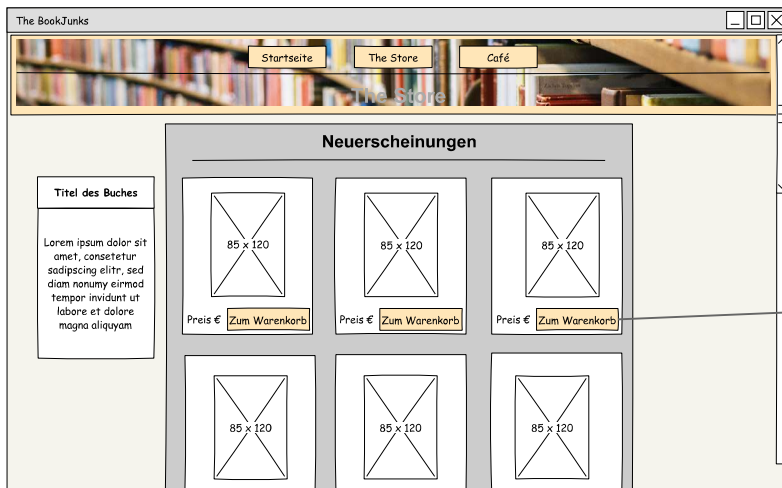 The BookJunks
Startseite
The Store
Café
The Store
Neuerscheinungen
Titel des Buches
Lorem ipsum dolor sit
amet, consetetur
sadipscing elitr, sed
diam nonumy eirmod
tempor invidunt ut
labore et dolore
magna aliquyam
85 x 120
85 x 120
85 x 120
Preis €
Zum Warenkorb
Preis €
Zum Warenkorb
Preis €
Zum Warenkorb
85 x 120
85 x 120
85 x 120